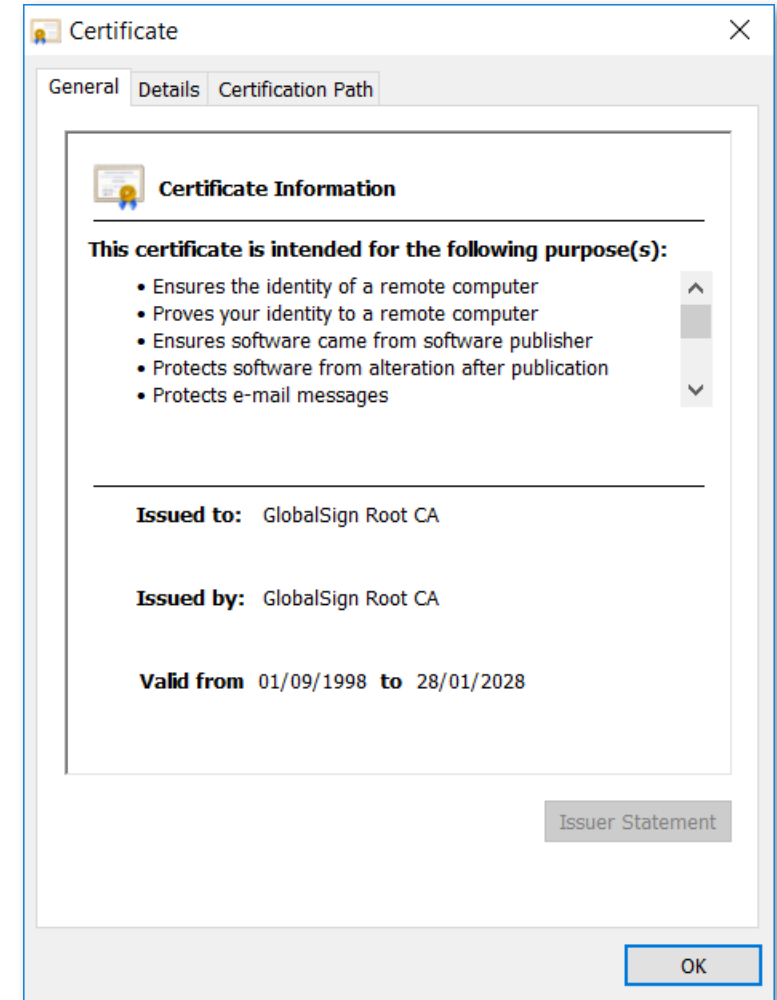 Certificate
General Details Certification Path
Certificate Information
This certificate is intended for the following purpose(s):
• Ensures the identity of a remote computer
• Proves your identity to a remote computer
• Ensures software came from software publisher
• Protects software from alteration after publication
• Protects e-mail messages
Issued to: GlobalSign Root CA
Issued by: GlobalSign Root CA
Valid from 01/09/1998 to 28/01/2028
Issuer Statement
OK